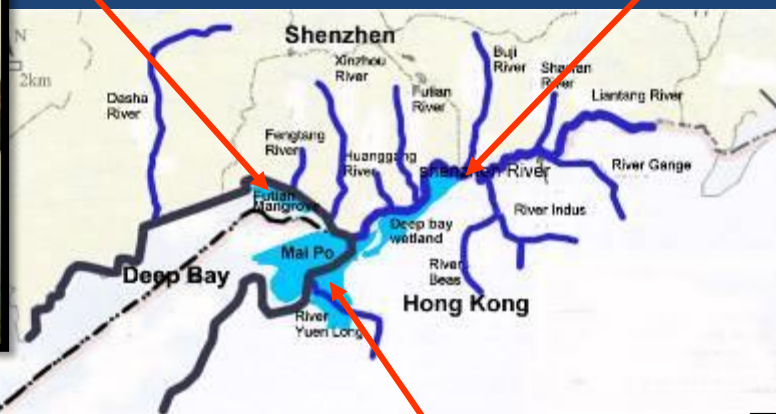 N
2km
Shenzhen
Xinzhou
River
Buji
River
Shawan
River
Liantang River
Dasha
River
Futian
River
Fengtang
River
Huanggang
River
shenzhen River
River Gange
Futian
Mangrove
River Indus
Deep bay
wetland
Mai Po
Deep Bay
River
Beas
Hong Kong
River
Yuen Long